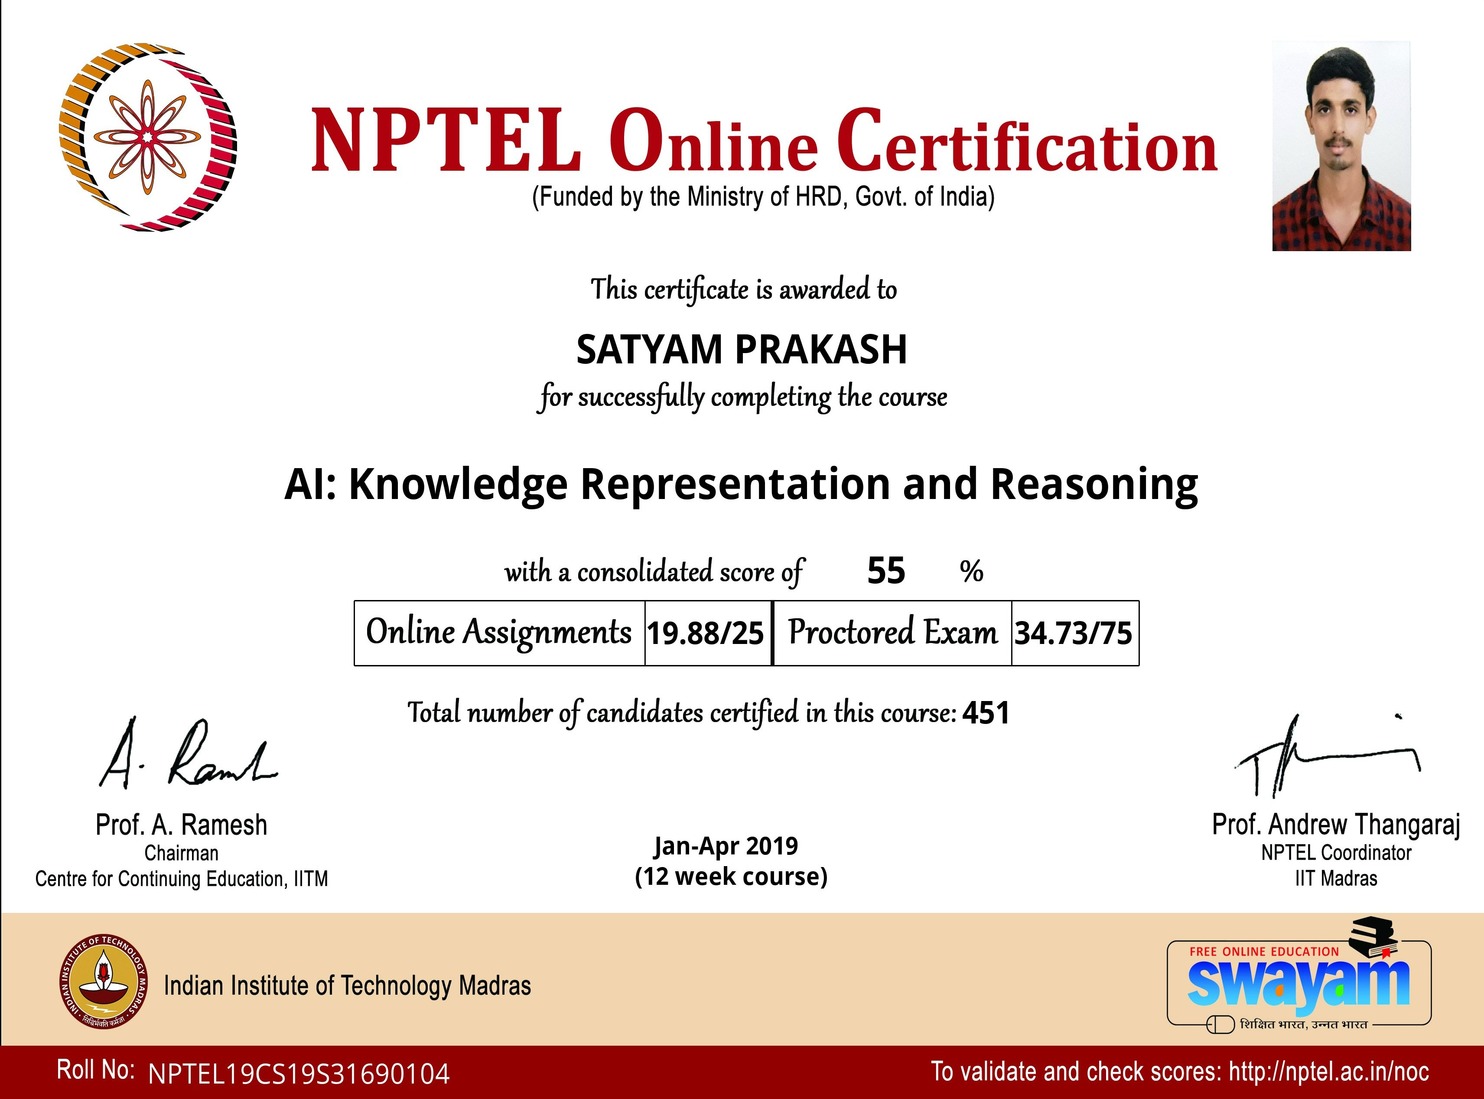 NPTEL Online Certification
(Funded by the Ministry of HRD, Govt. of India)
This certificate is awarded to
SATYAM PRAKASH
for successfully completing the course
AI: Knowledge Representation and Reasoning
with a consolidated score of 55 %
Online Assignments 19.88/25 Proctored Exam 34.73/75
Total number of candidates certified in this course: 451
A. Ramesh
Prof. A. Ramesh
Chairman
Centre for Continuing Education, IITM
Jan-Apr 2019
(12 week course)
Prof. Andrew Thangaraj
NPTEL Coordinator
IIT Madras
INDIAN INSTITUTE OF TECHNOLOGY MADRAS
सिद्धिर्भवति कर्मजा
Indian Institute of Technology Madras
FREE ONLINE EDUCATION
swayam
शिक्षित भारत, उन्नत भारत
Roll No: NPTEL19CS19S31690104
To validate and check scores: http://nptel.ac.in/noc